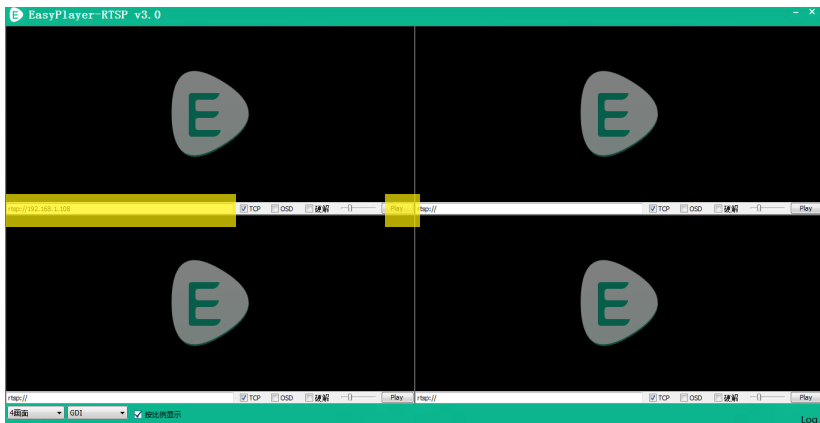 EasyPlayer-RTSP v3.0
E
E
rtsp://192.168.1.108 TCP OSD 硬解 Play
rtsp:// TCP OSD 硬解 Play
E
E
rtsp:// TCP OSD 硬解 Play
rtsp:// TCP OSD 硬解 Play
4画面 GDI 按比例显示
Log